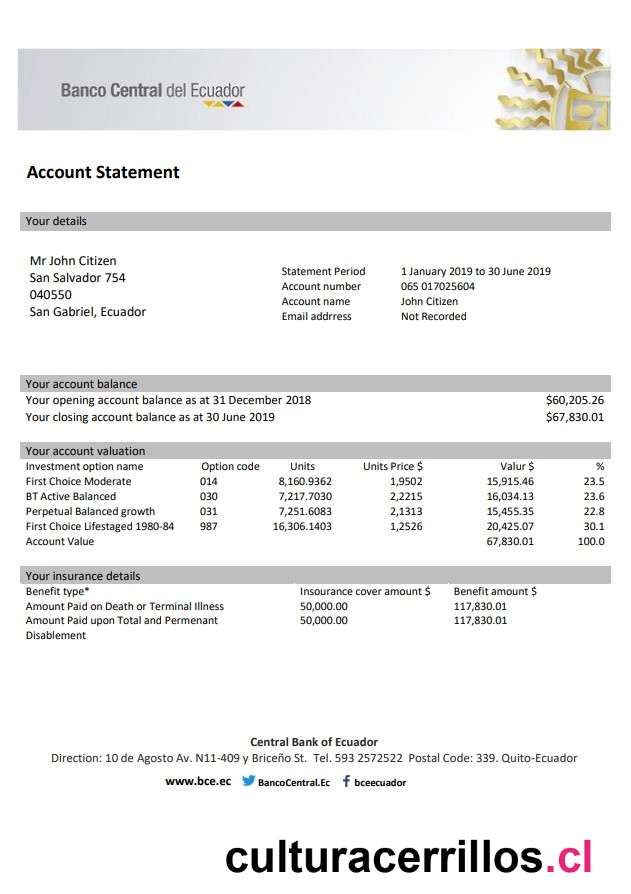 Banco Central del Ecuador
Account Statement
Your details
Mr John Citizen
San Salvador 754
040550
San Gabriel, Ecuador
Statement Period 1 January 2019 to 30 June 2019
Account number 065 017025604
Account name John Citizen
Email addrress Not Recorded
Your account balance
Your opening account balance as at 31 December 2018 $60,205.26
Your closing account balance as at 30 June 2019 $67,830.01
Your account valuation
Investment option name Option code Units Units Price $ Valur $ %
First Choice Moderate 014 8,160.9362 1,9502 15,915.46 23.5
BT Active Balanced 030 7,217.7030 2,2215 16,034.13 23.6
Perpetual Balanced growth 031 7,251.6083 2,1313 15,455.35 22.8
First Choice Lifestaged 1980-84 987 16,306.1403 1,2526 20,425.07 30.1
Account Value 67,830.01 100.0
Your insurance details
Benefit type* Insourance cover amount $ Benefit amount $
Amount Paid on Death or Terminal Illness 50,000.00 117,830.01
Amount Paid upon Total and Permenant 50,000.00 117,830.01
Disablement
Central Bank of Ecuador
Direction: 10 de Agosto Av. N11-409 y Briceño St. Tel. 593 2572522 Postal Code: 339. Quito-Ecuador
www.bce.ec BancoCentral.Ec bceecuador
culturacerrillos.cl